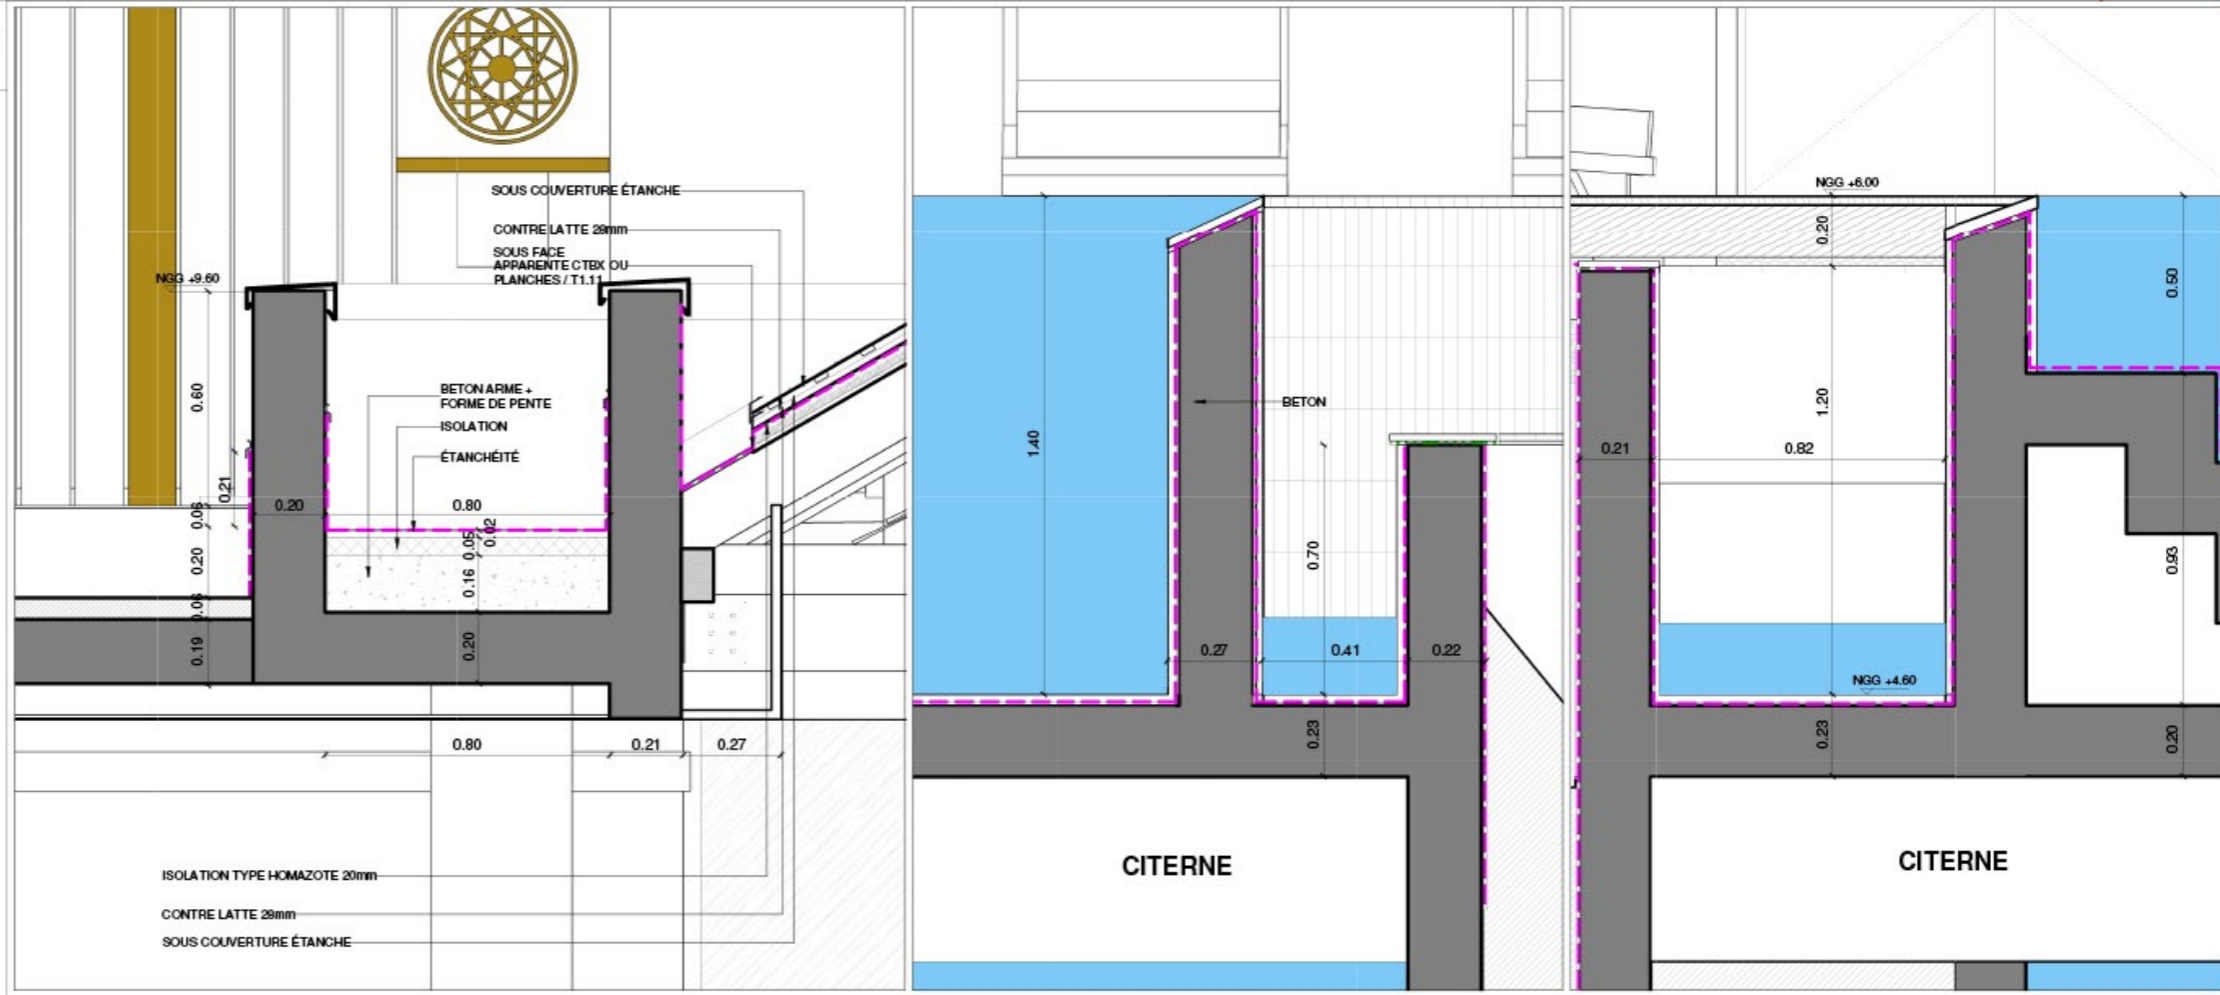 SOUS COUVERTURE ÉTANCHE
CONTRE LATTE 28mm
SOUS FACE
APPARENTE CTBX OU
PLANCHES / T1.11
NGG +9.60
BETON ARME +
FORME DE PENTE
ISOLATION
ÉTANCHÉITÉ
0.60
0.21
0.06
0.20
0.06
0.19
0.20
0.80
0.02
0.05
0.16
0.20
0.80
0.21
0.27
ISOLATION TYPE HOMAZOTE 20mm
CONTRE LATTE 28mm
SOUS COUVERTURE ÉTANCHE
1.40
BETON
0.70
0.27
0.41
0.22
0.23
CITERNE
NGG +6.00
0.20
0.50
1.20
0.21
0.82
0.93
NGG +4.60
0.23
0.20
CITERNE